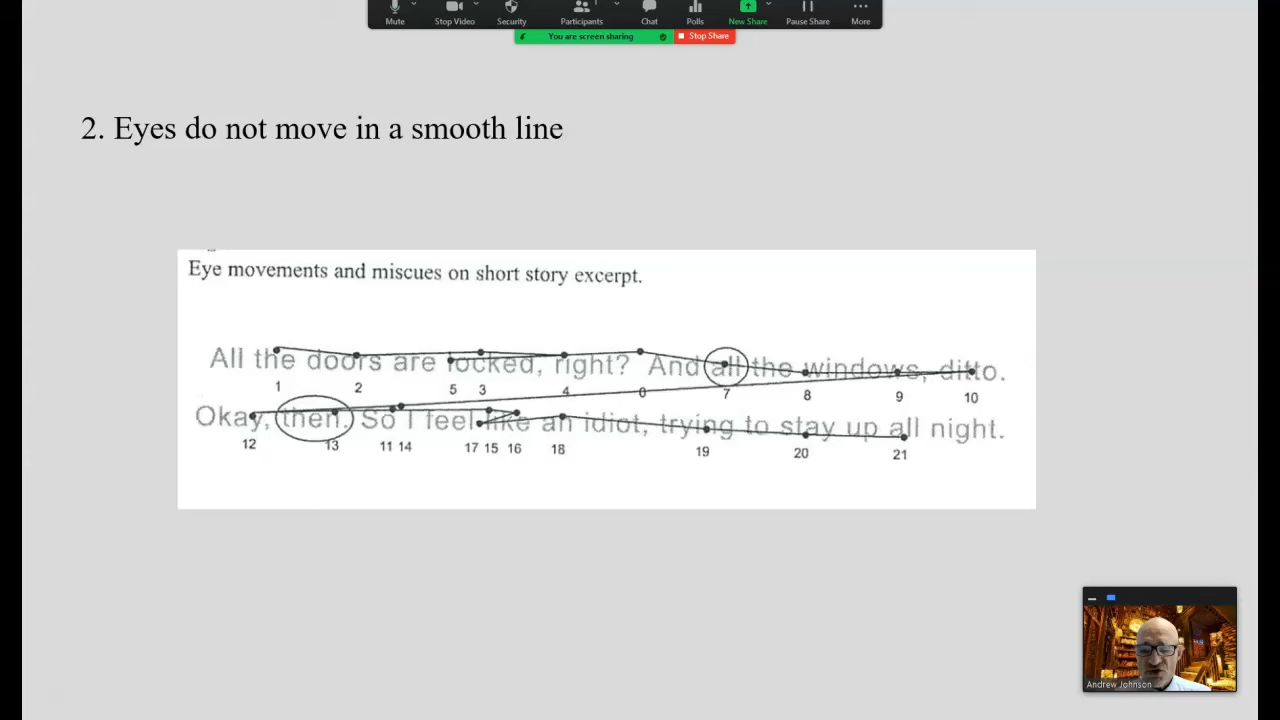 Mute Stop Video Security Participants 1 Chat Polls New Share Pause Share More
You are screen sharing Stop Share
2. Eyes do not move in a smooth line
Eye movements and miscues on short story excerpt.
All the doors are locked, right? And all the windows, ditto.
1 2 5 3 4 6 7 8 9 10
Okay, then. So I feel like an idiot, trying to stay up all night.
12 13 11 14 17 15 16 18 19 20 21
Andrew Johnson